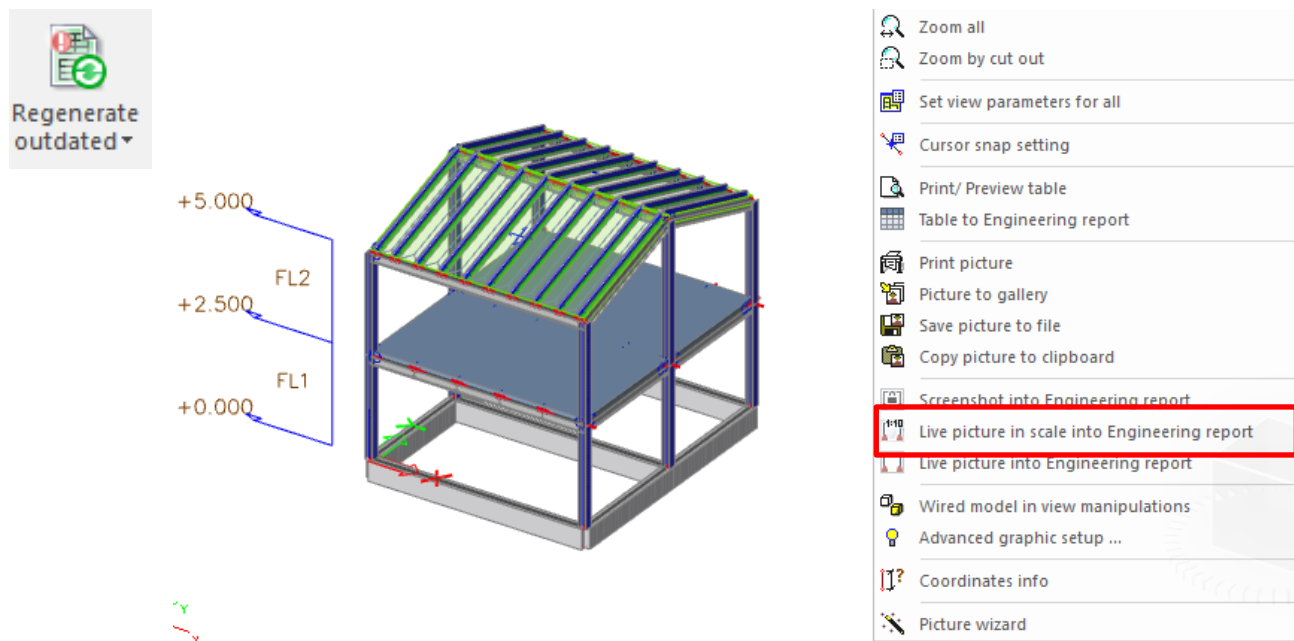 Regenerate
outdated
+5.000
FL2
+2.500
FL1
+0.000
Y
Zoom all
Zoom by cut out
Set view parameters for all
Cursor snap setting
Print/ Preview table
Table to Engineering report
Print picture
Picture to gallery
Save picture to file
Copy picture to clipboard
Screenshot into Engineering report
1:10
Live picture in scale into Engineering report
Live picture into Engineering report
Wired model in view manipulations
Advanced graphic setup ...
Coordinates info
Picture wizard